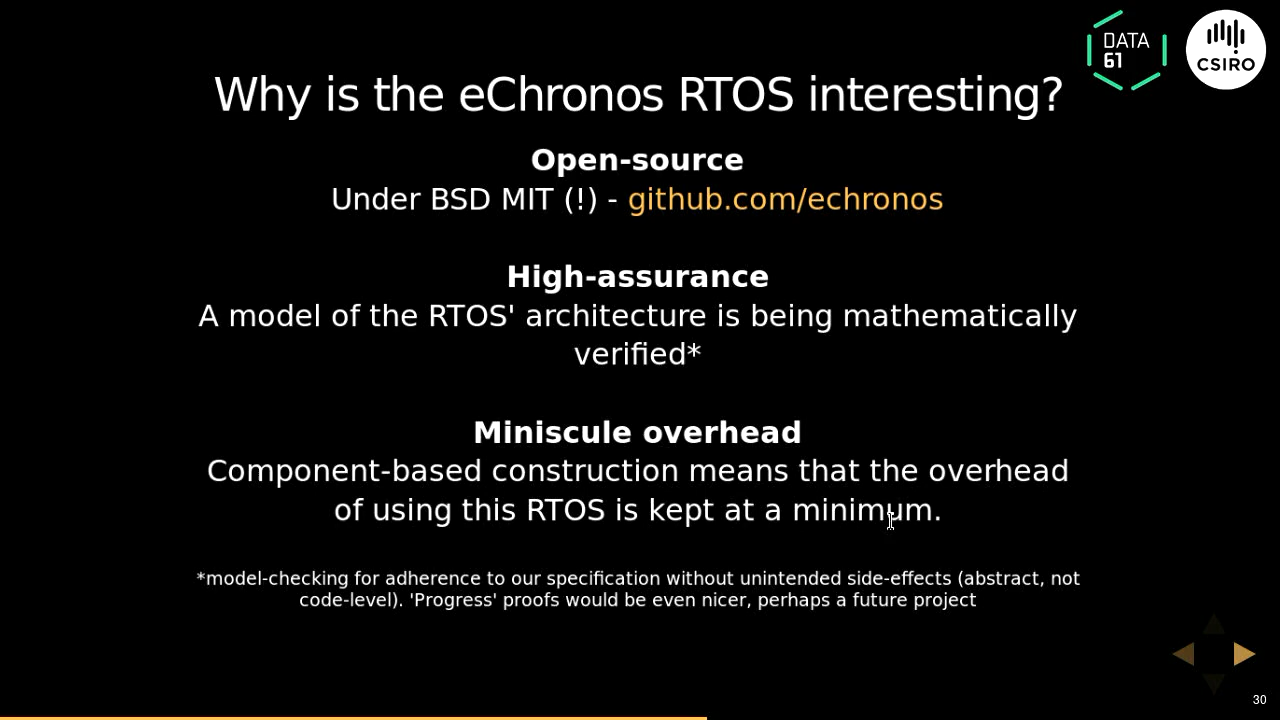 DATA
61
CSIRO
Why is the eChronos RTOS interesting?
Open-source
Under BSD MIT (!) - github.com/echronos
High-assurance
A model of the RTOS' architecture is being mathematically
verified*
Miniscule overhead
Component-based construction means that the overhead
of using this RTOS is kept at a minimum.
*model-checking for adherence to our specification without unintended side-effects (abstract, not
code-level). 'Progress' proofs would be even nicer, perhaps a future project
30